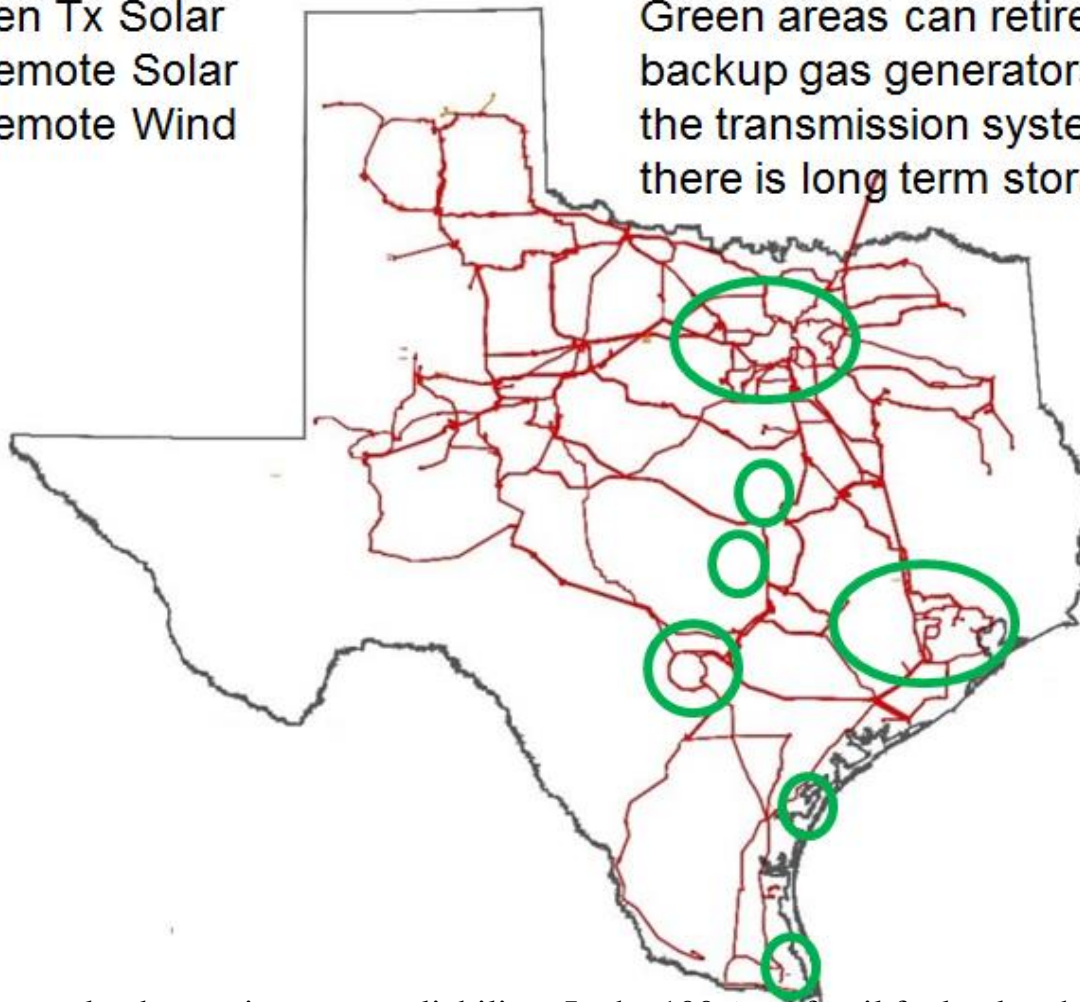 en Tx Solar
emote Solar
emote Wind
Green areas can retire
backup gas generator
the transmission syste
there is long term stor